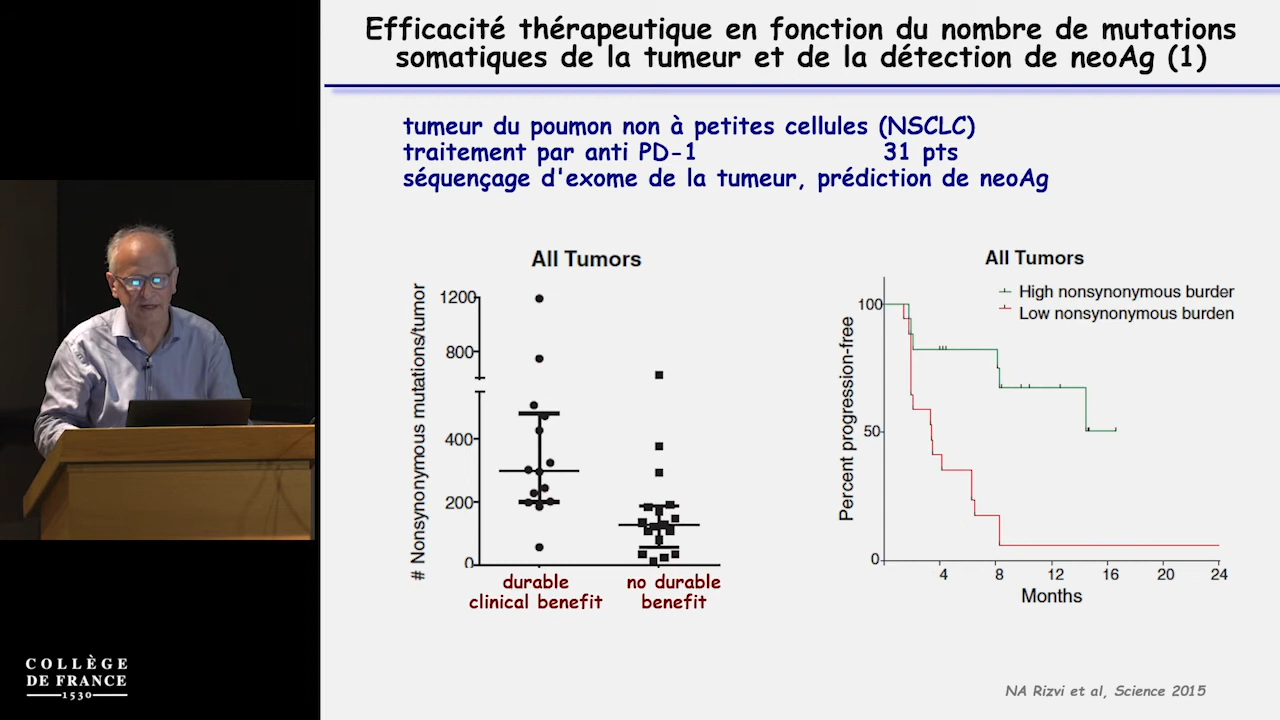 Efficacité thérapeutique en fonction du nombre de mutations
somatiques de la tumeur et de la détection de neoAg (1)
tumeur du poumon non à petites cellules (NSCLC)
traitement par anti PD-1 31 pts
séquençage d'exome de la tumeur, prédiction de neoAg
All Tumors
# Nonsynonymous mutations/tumor
1200
800
400
200
0
durable
clinical benefit
no durable
benefit
All Tumors
High nonsynonymous burder
Low nonsynonymous burden
Percent progression-free
100
50
0
4 8 12 16 20 24
Months
NA Rizvi et al, Science 2015
COLLÈGE
DE FRANCE
1530